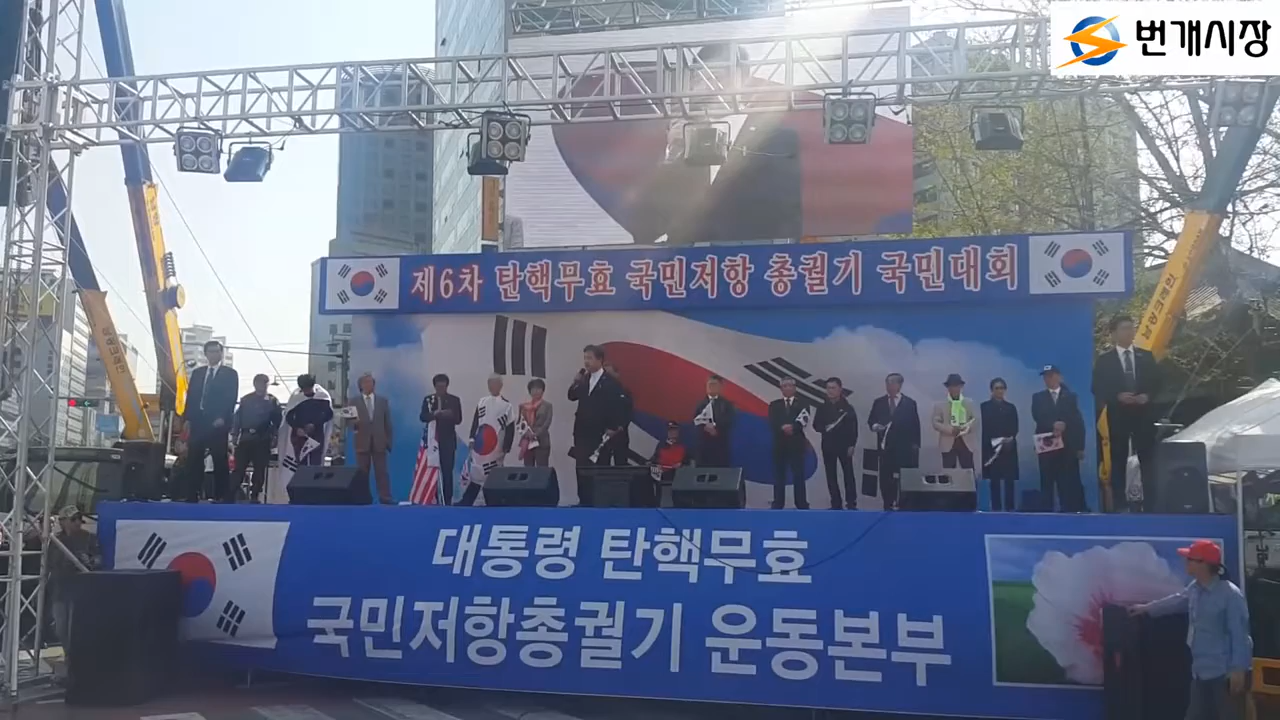 번개시장
제6차 탄핵무효 국민저항 총궐기 국민대회
대통령 탄핵무효
국민저항총궐기 운동본부